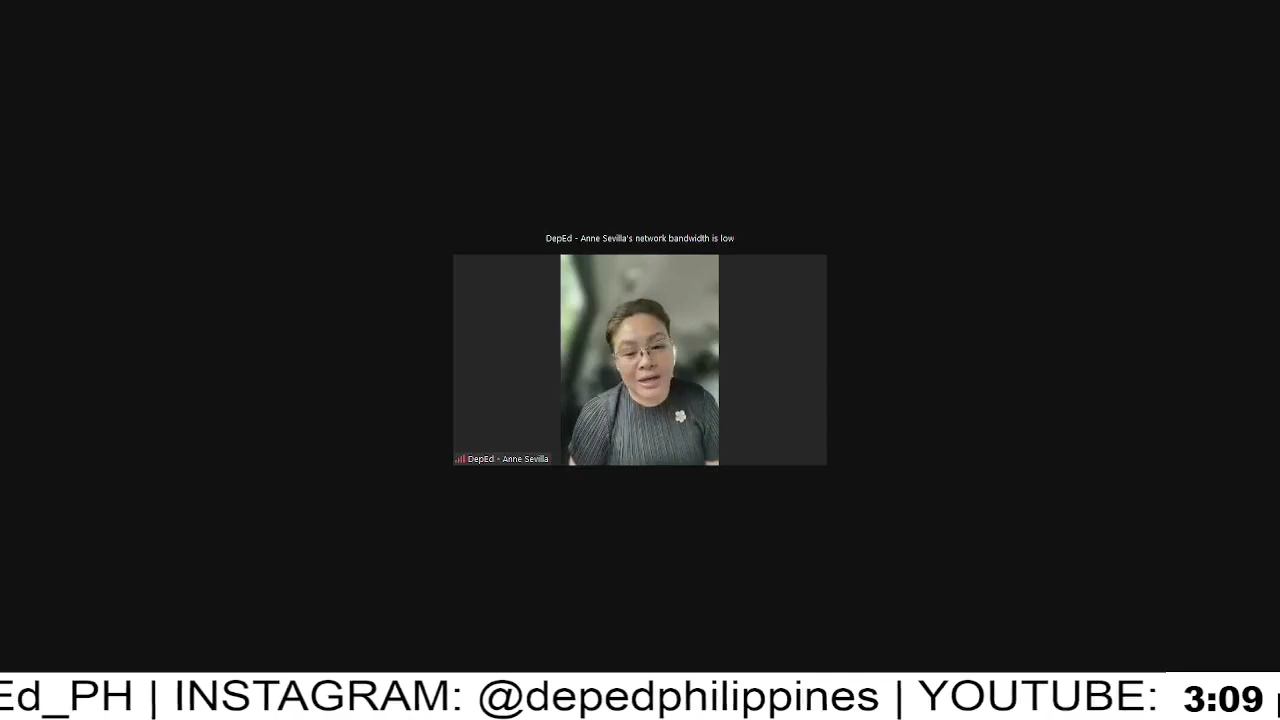 DepEd - Anne Sevilla's network bandwidth is low
DepEd - Anne Sevilla
Ed_PH | INSTAGRAM: @depedphilippines | YOUTUBE:
3:09